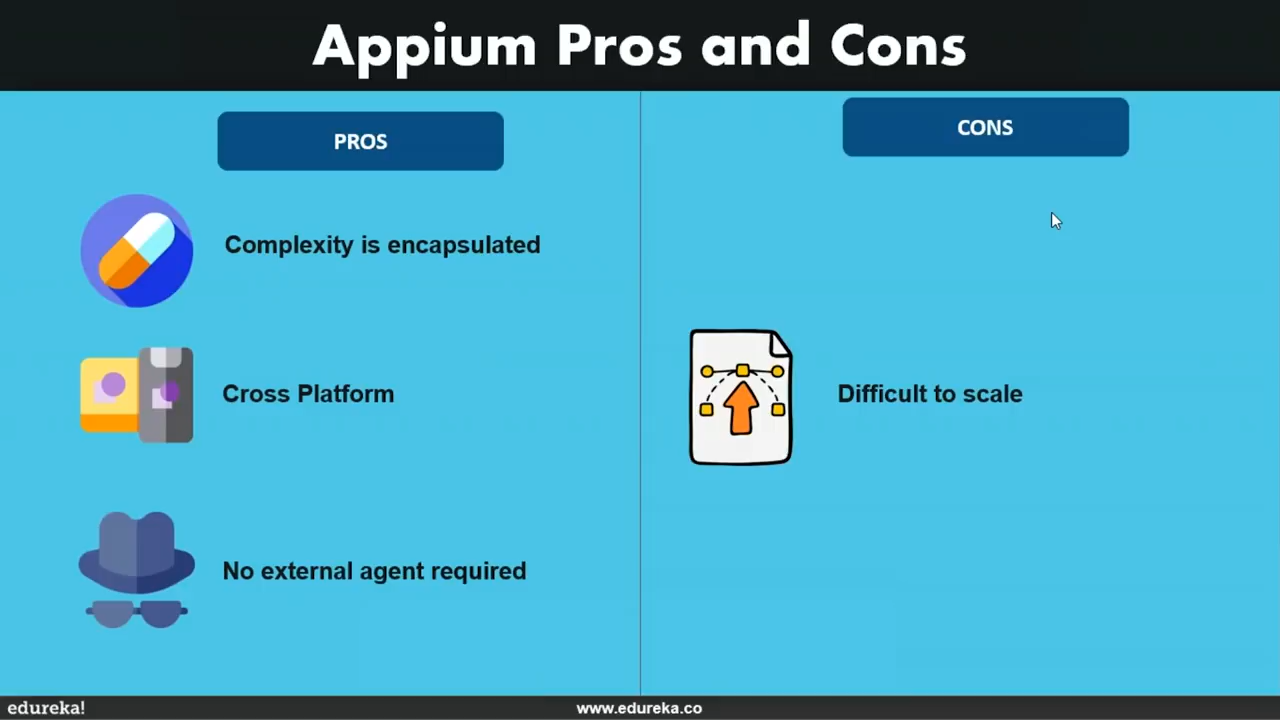 Appium Pros and Cons
PROS
Complexity is encapsulated
Cross Platform
No external agent required
CONS
Difficult to scale
edureka!
www.edureka.co